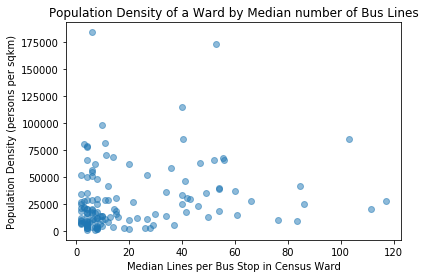 Population Density of a Ward by Median number of Bus Lines
Population Density (persons per sqkm)
175000
150000
125000
100000
75000
50000
25000
0
0 20 40 60 80 100 120
Median Lines per Bus Stop in Census Ward